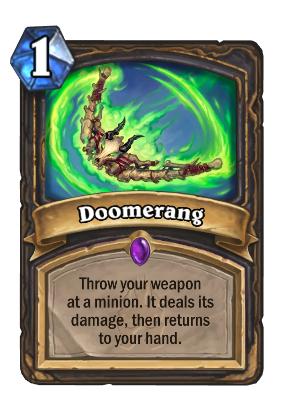 1
Doomerang
Throw your weapon
at a minion. It deals its
damage, then returns
to your hand.